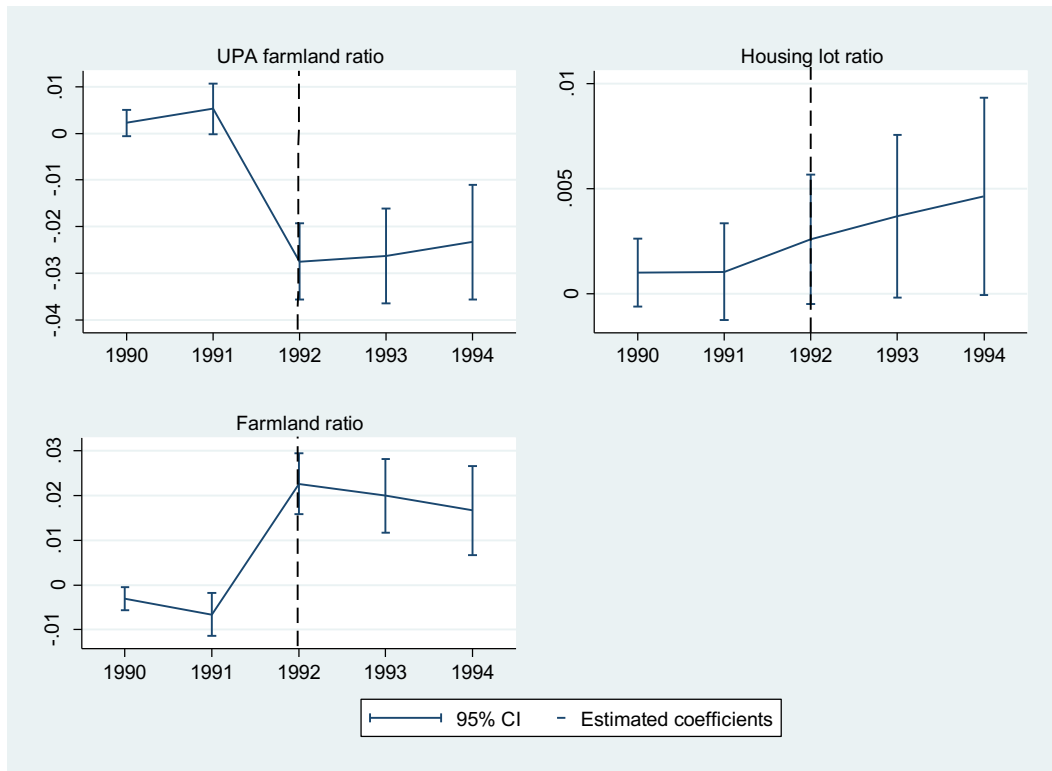 UPA farmland ratio
.01
0
-.01
-.02
-.03
-.04
1990 1991 1992 1993 1994
Housing lot ratio
.01
.005
0
1990 1991 1992 1993 1994
Farmland ratio
.03
.02
.01
0
-.01
1990 1991 1992 1993 1994
95% CI Estimated coefficients